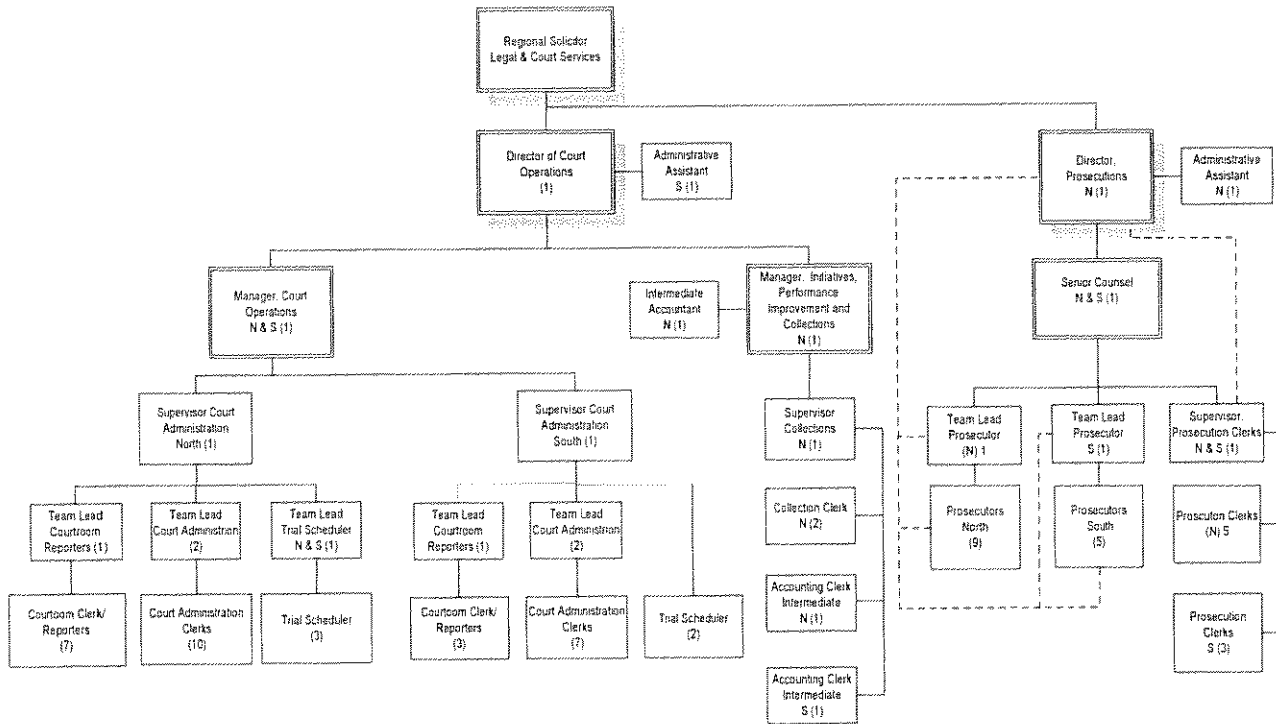 Regional Solicitor
Legal & Court Services
Director of Court
Operations
(1)
Administrative
Assistant
S (1)
Director,
Prosecutions
N (1)
Administrative
Assistant
N (1)
Manager, Court
Operations
N & S (1)
Intermediate
Accountant
N (1)
Manager, Initiatives,
Performance
Improvement and
Collections
N (1)
Senior Counsel
N & S (1)
Supervisor Court
Administration
North (1)
Supervisor Court
Administration
South (1)
Supervisor
Collections
N (1)
Team Lead
Prosecutor
(N) 1
Team Lead
Prosecutor
S (1)
Supervisor,
Prosecution Clerks
N & S (1)
Team Lead
Courtroom
Reporters (1)
Team Lead
Court Administrian
(2)
Team Lead
Trial Scheduler
N & S (1)
Team Lead
Courtroom
Reporters (1)
Team Lead
Court Administrian
(2)
Collection Clerk
N (2)
Prosecutors
North
(9)
Prosecutors
South
(5)
Proscuton Clerks
(N) 5
Courtoom Clerk/
Reporters
(7)
Court Administration
Clerks
(10)
Trial Scheduler
(3)
Courtroom Clerk/
Reporters
(3)
Court Administration
Clerks
(7)
Trial Scheduler
(2)
Accounting Clerk
Intermediate
N (1)
Prosecution
Clerks
S (3)
Accounting Clerk
Intermediate
S (1)